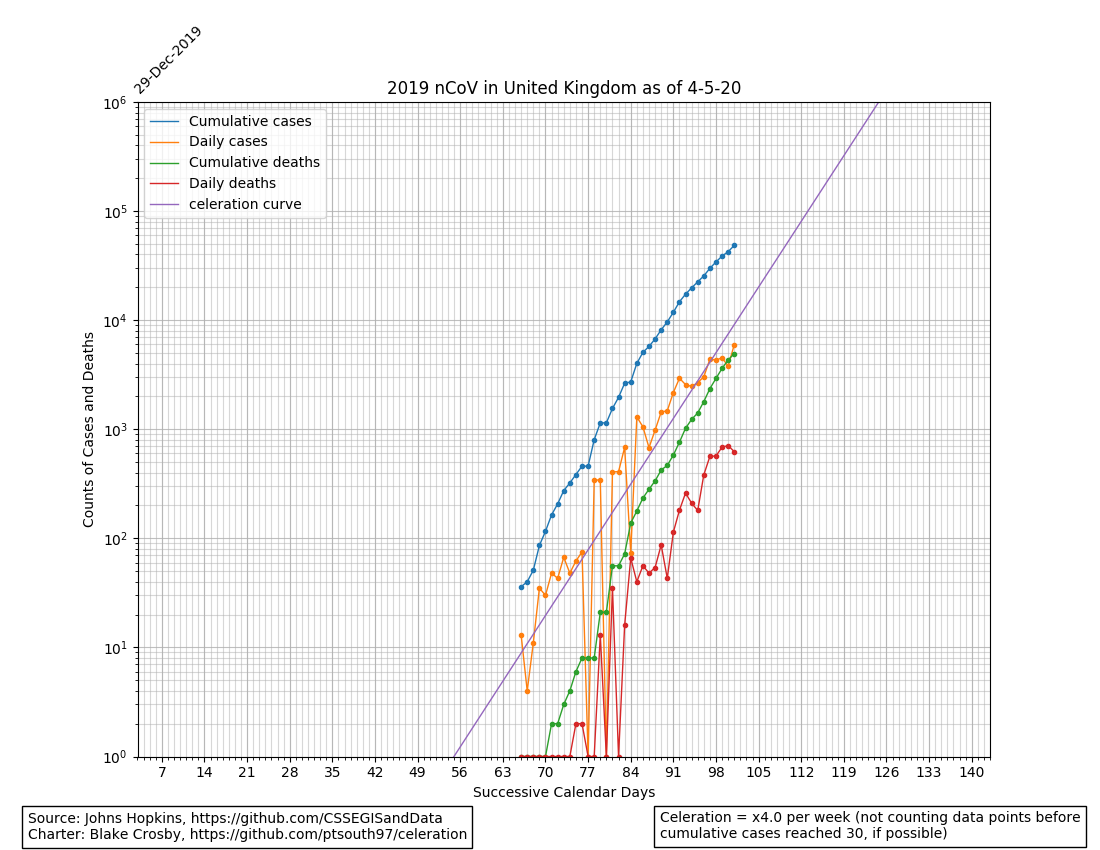 29-Dec-2019
2019 nCoV in United Kingdom as of 4-5-20
Cumulative cases
Daily cases
Cumulative deaths
Daily deaths
celeration curve
10^6
10^5
10^4
10^3
10^2
10^1
10^0
Counts of Cases and Deaths
7 14 21 28 35 42 49 56 63 70 77 84 91 98 105 112 119 126 133 140
Successive Calendar Days
Source: Johns Hopkins, https://github.com/CSSEGISandData
Charter: Blake Crosby, https://github.com/ptsouth97/celeration
Celeration = x4.0 per week (not counting data points before
cumulative cases reached 30, if possible)